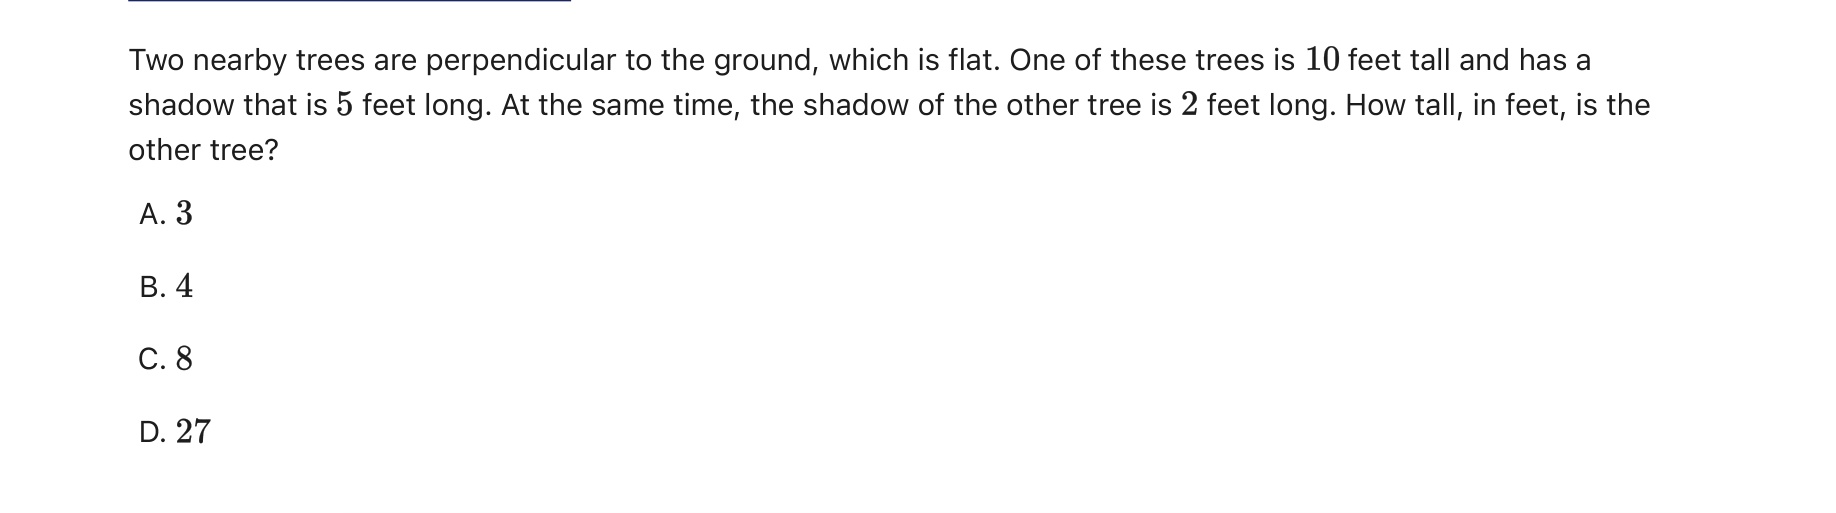 Two nearby trees are perpendicular to the ground, which is flat. One of these trees is 10 feet tall and has a
shadow that is 5 feet long. At the same time, the shadow of the other tree is 2 feet long. How tall, in feet, is the
other tree?
A. 3
B. 4
C. 8
D. 27